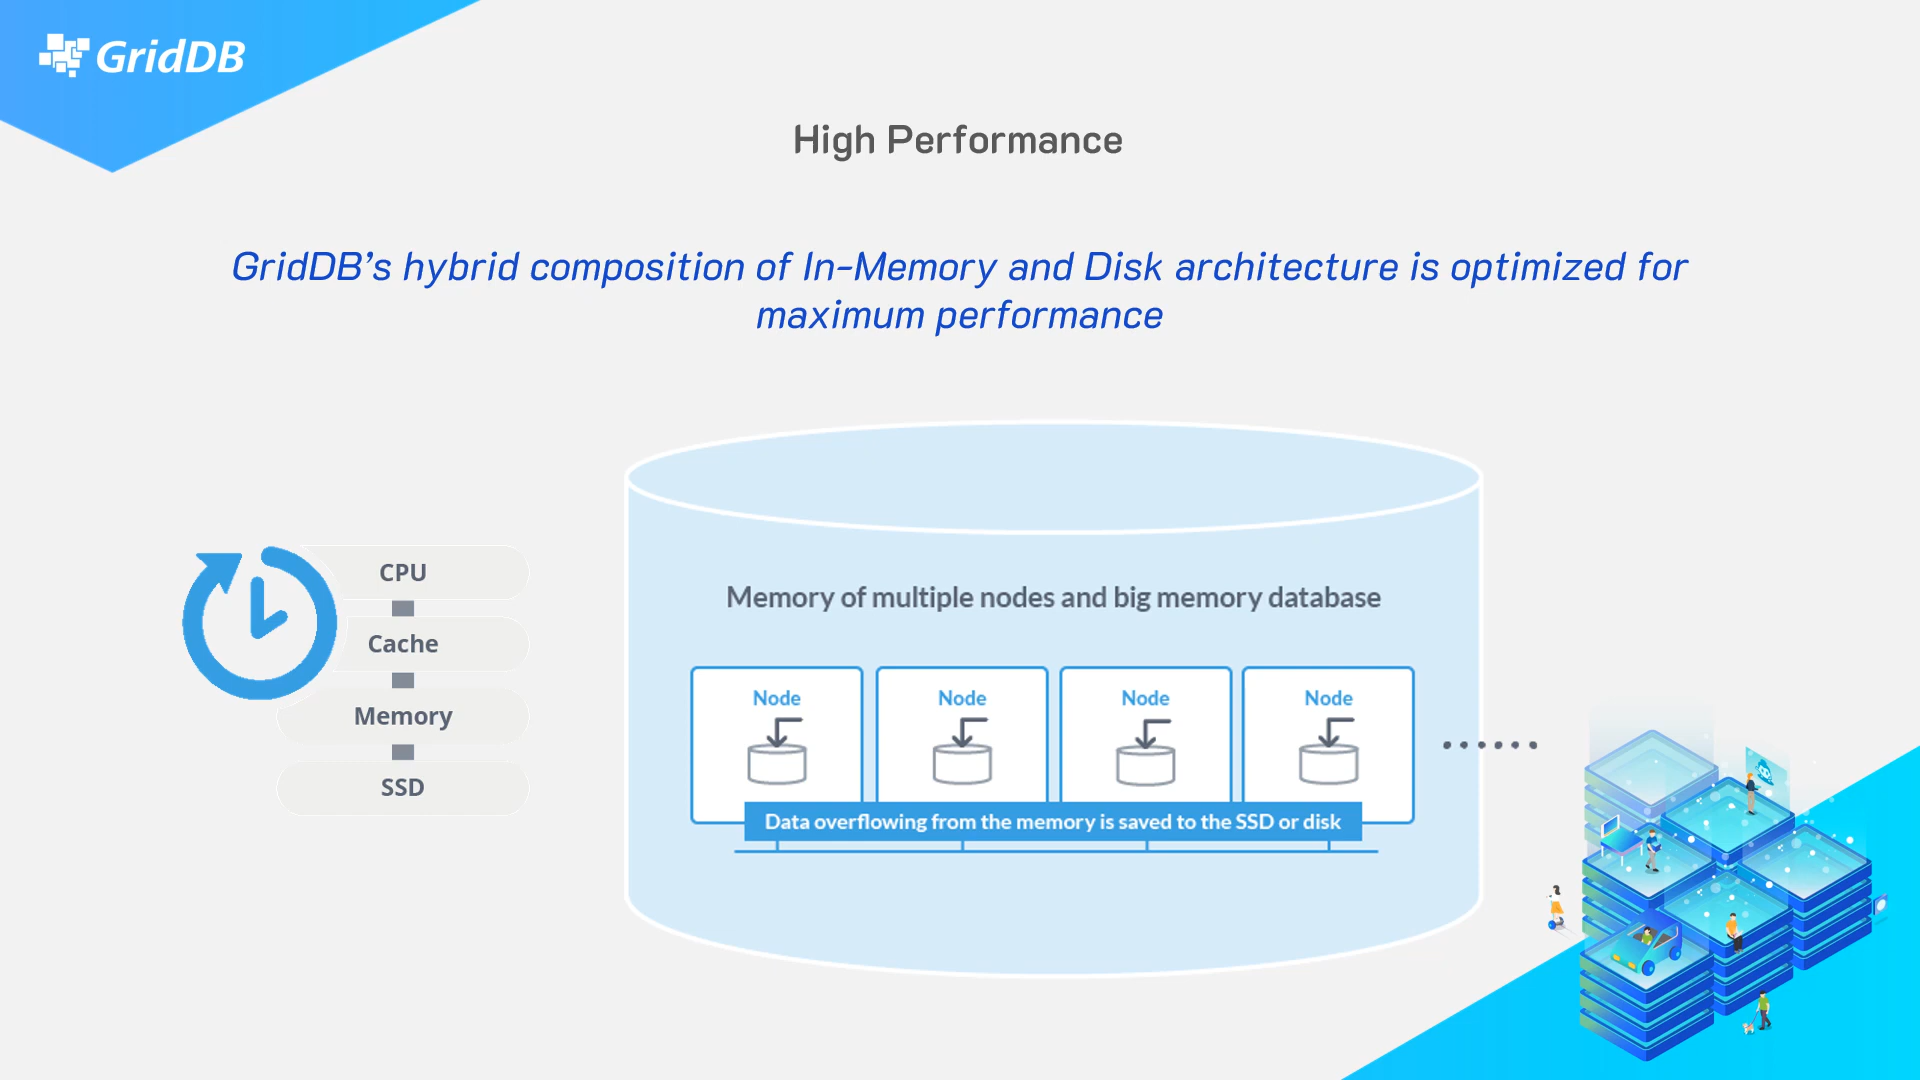 GridDB
High Performance
GridDB's hybrid composition of In-Memory and Disk architecture is optimized for
maximum performance
CPU
Cache
Memory
SSD
Memory of multiple nodes and big memory database
Node Node Node Node
Data overflowing from the memory is saved to the SSD or disk